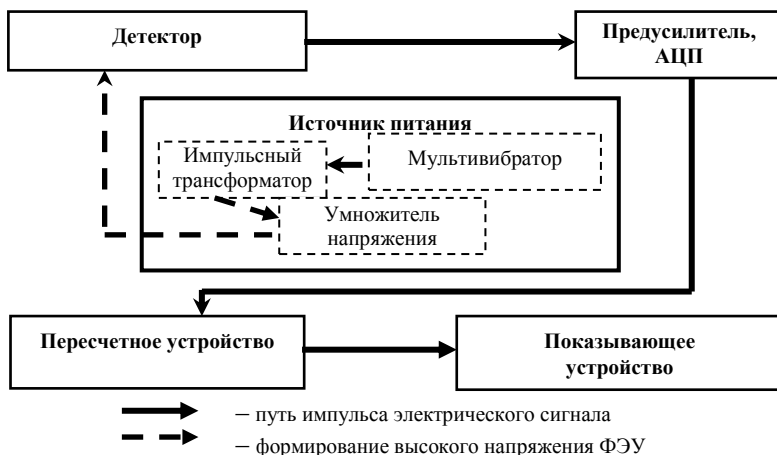 Детектор
Предусилитель,
АЦП
Источник питания
Импульсный
трансформатор
Мультивибратор
Умножитель
напряжения
Пересчетное устройство
Показывающее
устройство
– путь импульса электрического сигнала
– формирование высокого напряжения ФЭУ